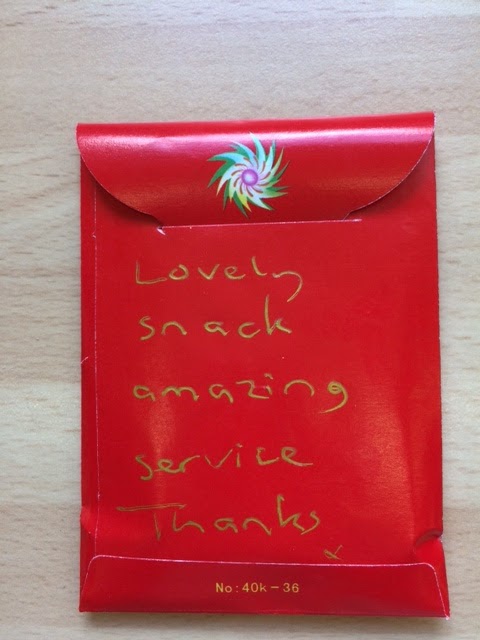 Lovely
snack
amazing
service
Thanks
x
No:40k-36